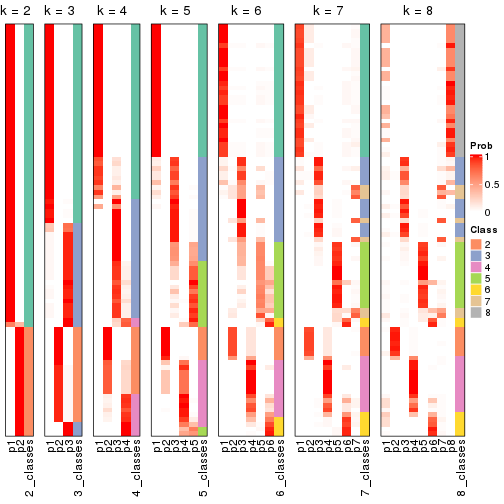 k = 2 k = 3 k = 4 k = 5 k = 6 k = 7 k = 8
Prob
1
0.5
0
Class
2
3
4
5
6
7
8
p1 p2 2_classes
p1 p2 p3 3_classes
p1 p2 p3 p4 4_classes
p1 p2 p3 p4 p5 5_classes
p1 p2 p3 p4 p5 p6 6_classes
p1 p2 p3 p4 p5 p6 p7 7_classes
p1 p2 p3 p4 p5 p6 p7 p8 8_classes